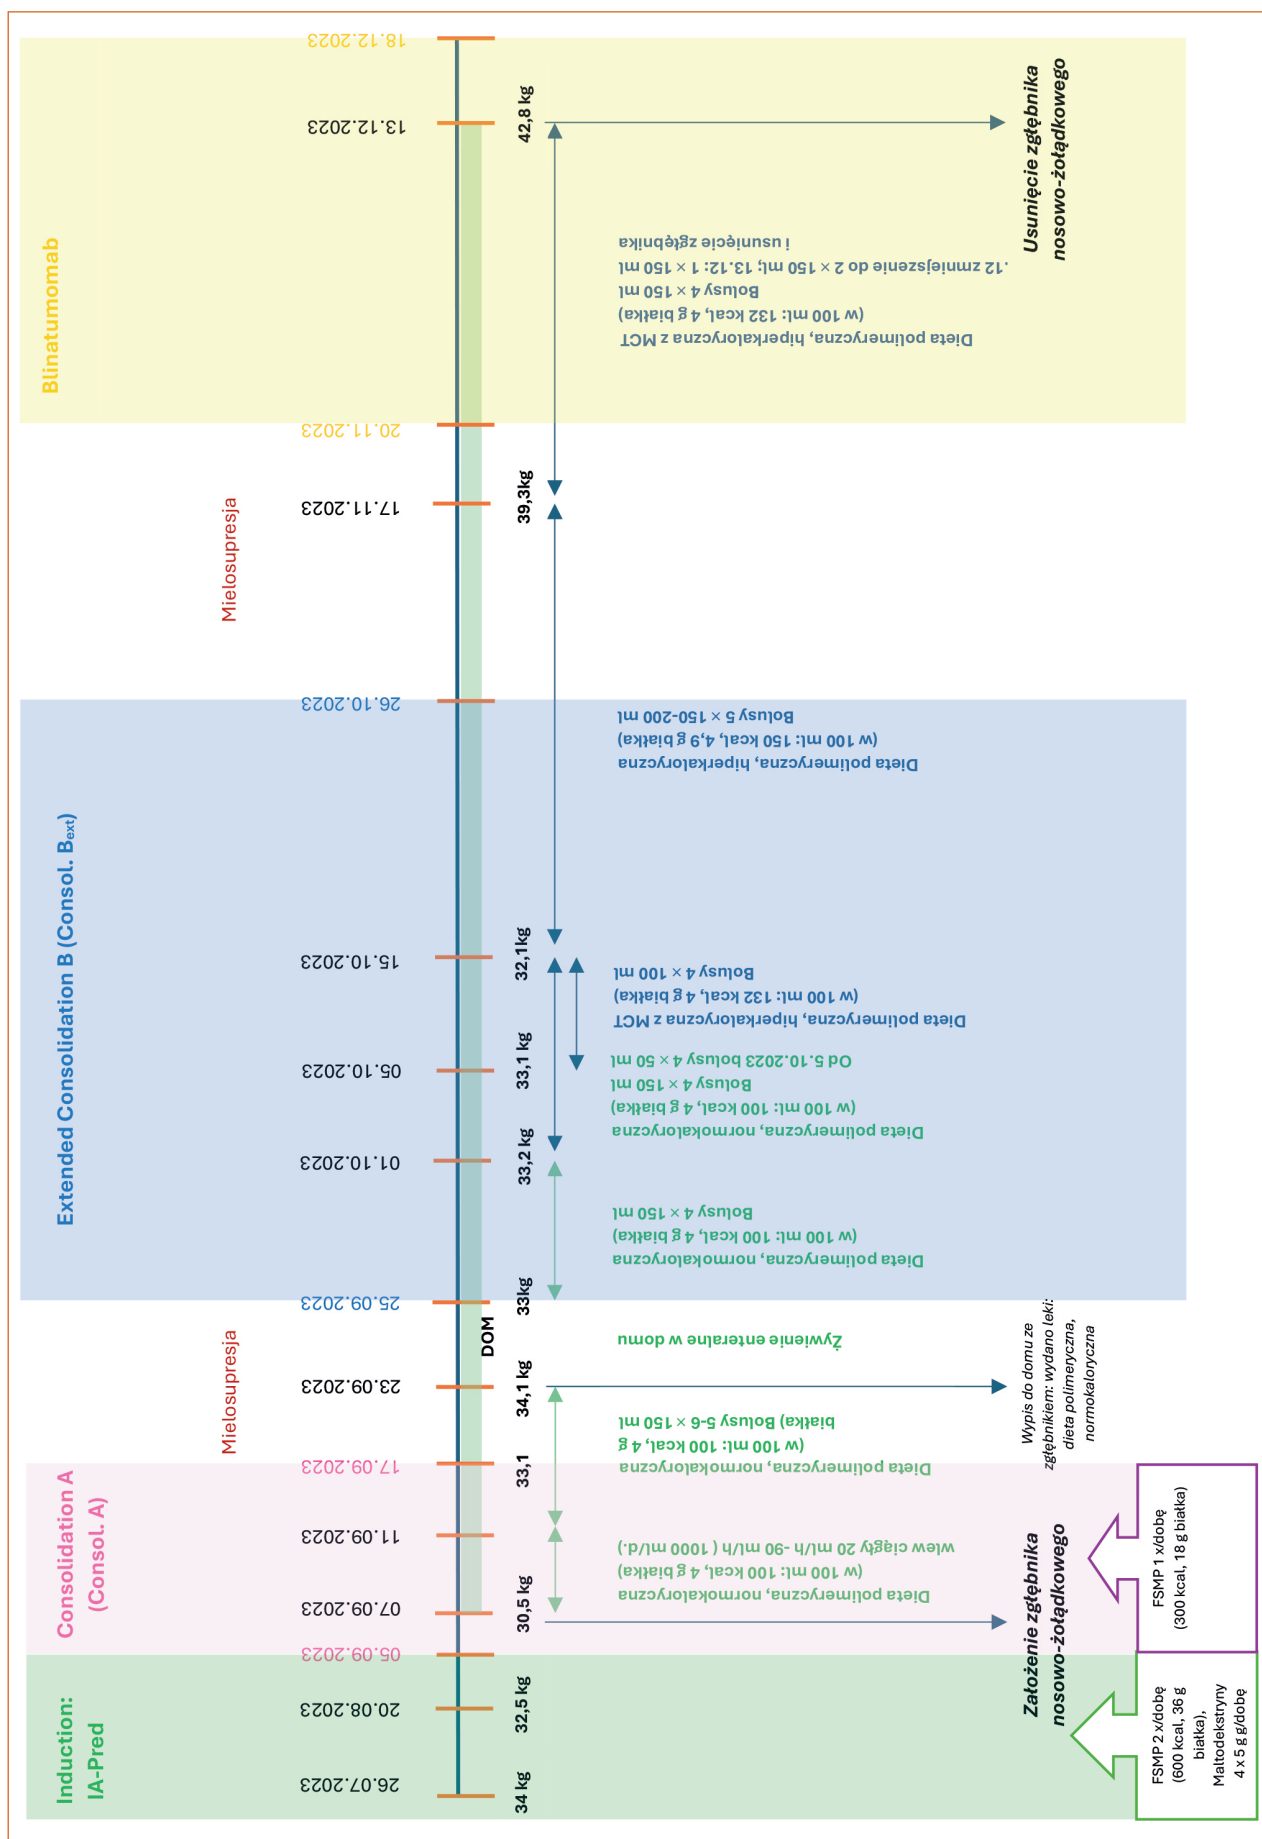 Induction:
IA-Pred
Consolidation A
(Consol. A)
Mielosupresja
Extended Consolidation B (Consol. Bext)
Mielosupresja
Blinatumomab
26.07.2023
20.08.2023
05.09.2023
07.09.2023
11.09.2023
17.09.2023
23.09.2023
25.09.2023
01.10.2023
05.10.2023
15.10.2023
26.10.2023
17.11.2023
20.11.2023
13.12.2023
18.12.2023
DOM
34 kg
32,5 kg
30,5 kg
33,1
34,1 kg
33kg
33,2 kg
33,1 kg
32,1kg
39,3kg
42,8 kg
Dieta polimeryczna, normokaloryczna
(w 100 ml: 100 kcal, 4 g białka)
wlew ciągły 20 ml/h -90 ml/h ( 1000 ml/d.)
Dieta polimeryczna, normokaloryczna
(w 100 ml: 100 kcal, 4 g
białka) Bolusy 5-6 × 150 ml
Żywienie enteralne w domu
Dieta polimeryczna, normokaloryczna
(w 100 ml: 100 kcal, 4 g białka)
Bolusy 4 × 150 ml
Dieta polimeryczna, normokaloryczna
(w 100 ml: 100 kcal, 4 g białka)
Bolusy 4 × 150 ml
Od 5.10.2023 bolusy 4 × 50 ml
Dieta polimeryczna, hiperkaloryczna z MCT
(w 100 ml: 132 kcal, 4 g białka)
Bolusy 4 × 100 ml
Dieta polimeryczna, hiperkaloryczna
(w 100 ml: 150 kcal, 4,9 g białka)
Bolusy 5 × 150-200 ml
Dieta polimeryczna, hiperkaloryczna z MCT
(w 100 ml: 132 kcal, 4 g białka)
Bolusy 4 × 150 ml
.12 zmniejszenie do 2 × 150 ml; 13.12: 1 × 150 ml
i usunięcie zgłębnika
Założenie zgłębnika
nosowo-żołądkowego
Wypis do domu ze
zgłębnikiem: wydano leki:
dieta polimeryczna,
normokaloryczna
Usunięcie zgłębnika
nosowo-żołądkowego
FSMP 2 x/dobę
(600 kcal, 36 g
białka),
Maltodekstryny
4 x 5 g g/dobę
FSMP 1 x/dobę
(300 kcal, 18 g białka)